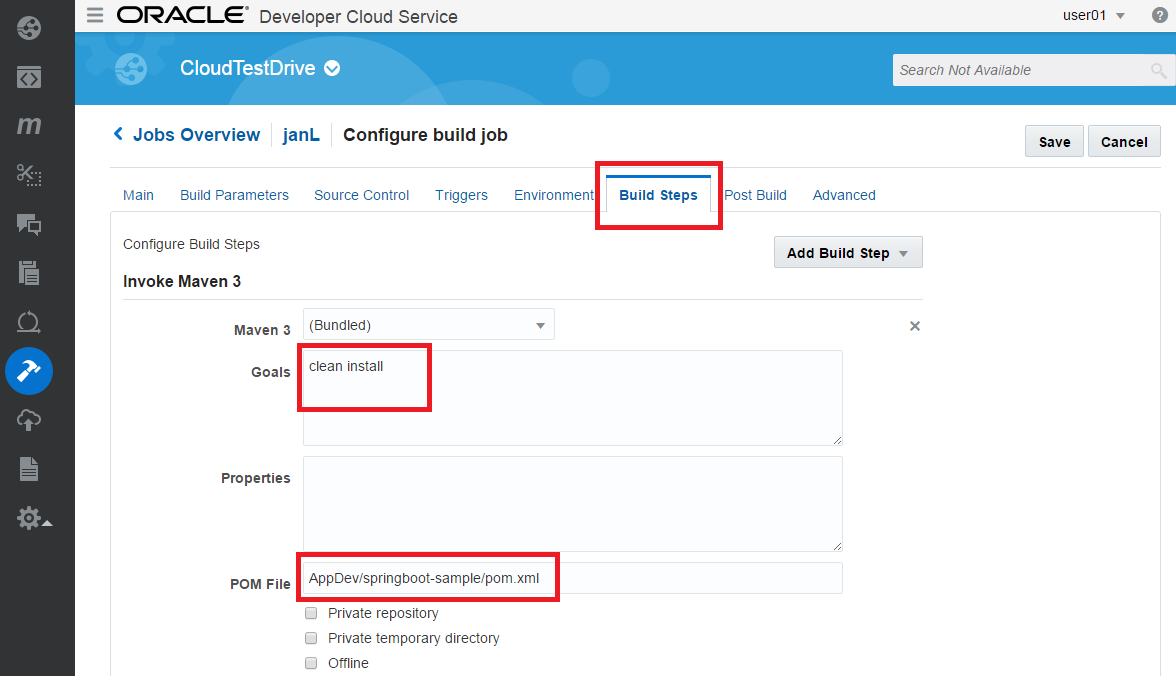 ORACLE® Developer Cloud Service
user01
?
CloudTestDrive
Search Not Available
Jobs Overview janL Configure build job
Save Cancel
Main Build Parameters Source Control Triggers Environment Build Steps Post Build Advanced
Configure Build Steps
Add Build Step
Invoke Maven 3
Maven 3 (Bundled)
Goals clean install
Properties
POM File AppDev/springboot-sample/pom.xml
Private repository
Private temporary directory
Offline